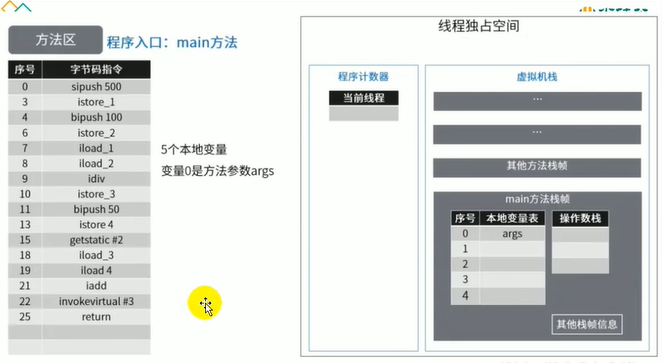 方法区
程序入口：main方法
序号 字节码指令
0 sipush 500
3 istore_1
4 bipush 100
6 istore_2
7 iload_1
8 iload_2
9 idiv
10 istore_3
11 bipush 50
13 istore 4
15 getstatic #2
18 iload_3
19 iload 4
21 iadd
22 invokevirtual #3
25 return
5个本地变量
变量0是方法参数args
线程独占空间
程序计数器
当前线程
虚拟机栈
...
...
其他方法栈帧
main方法栈帧
序号 本地变量表 操作数栈
0 args
1
2
3
4
其他栈帧信息